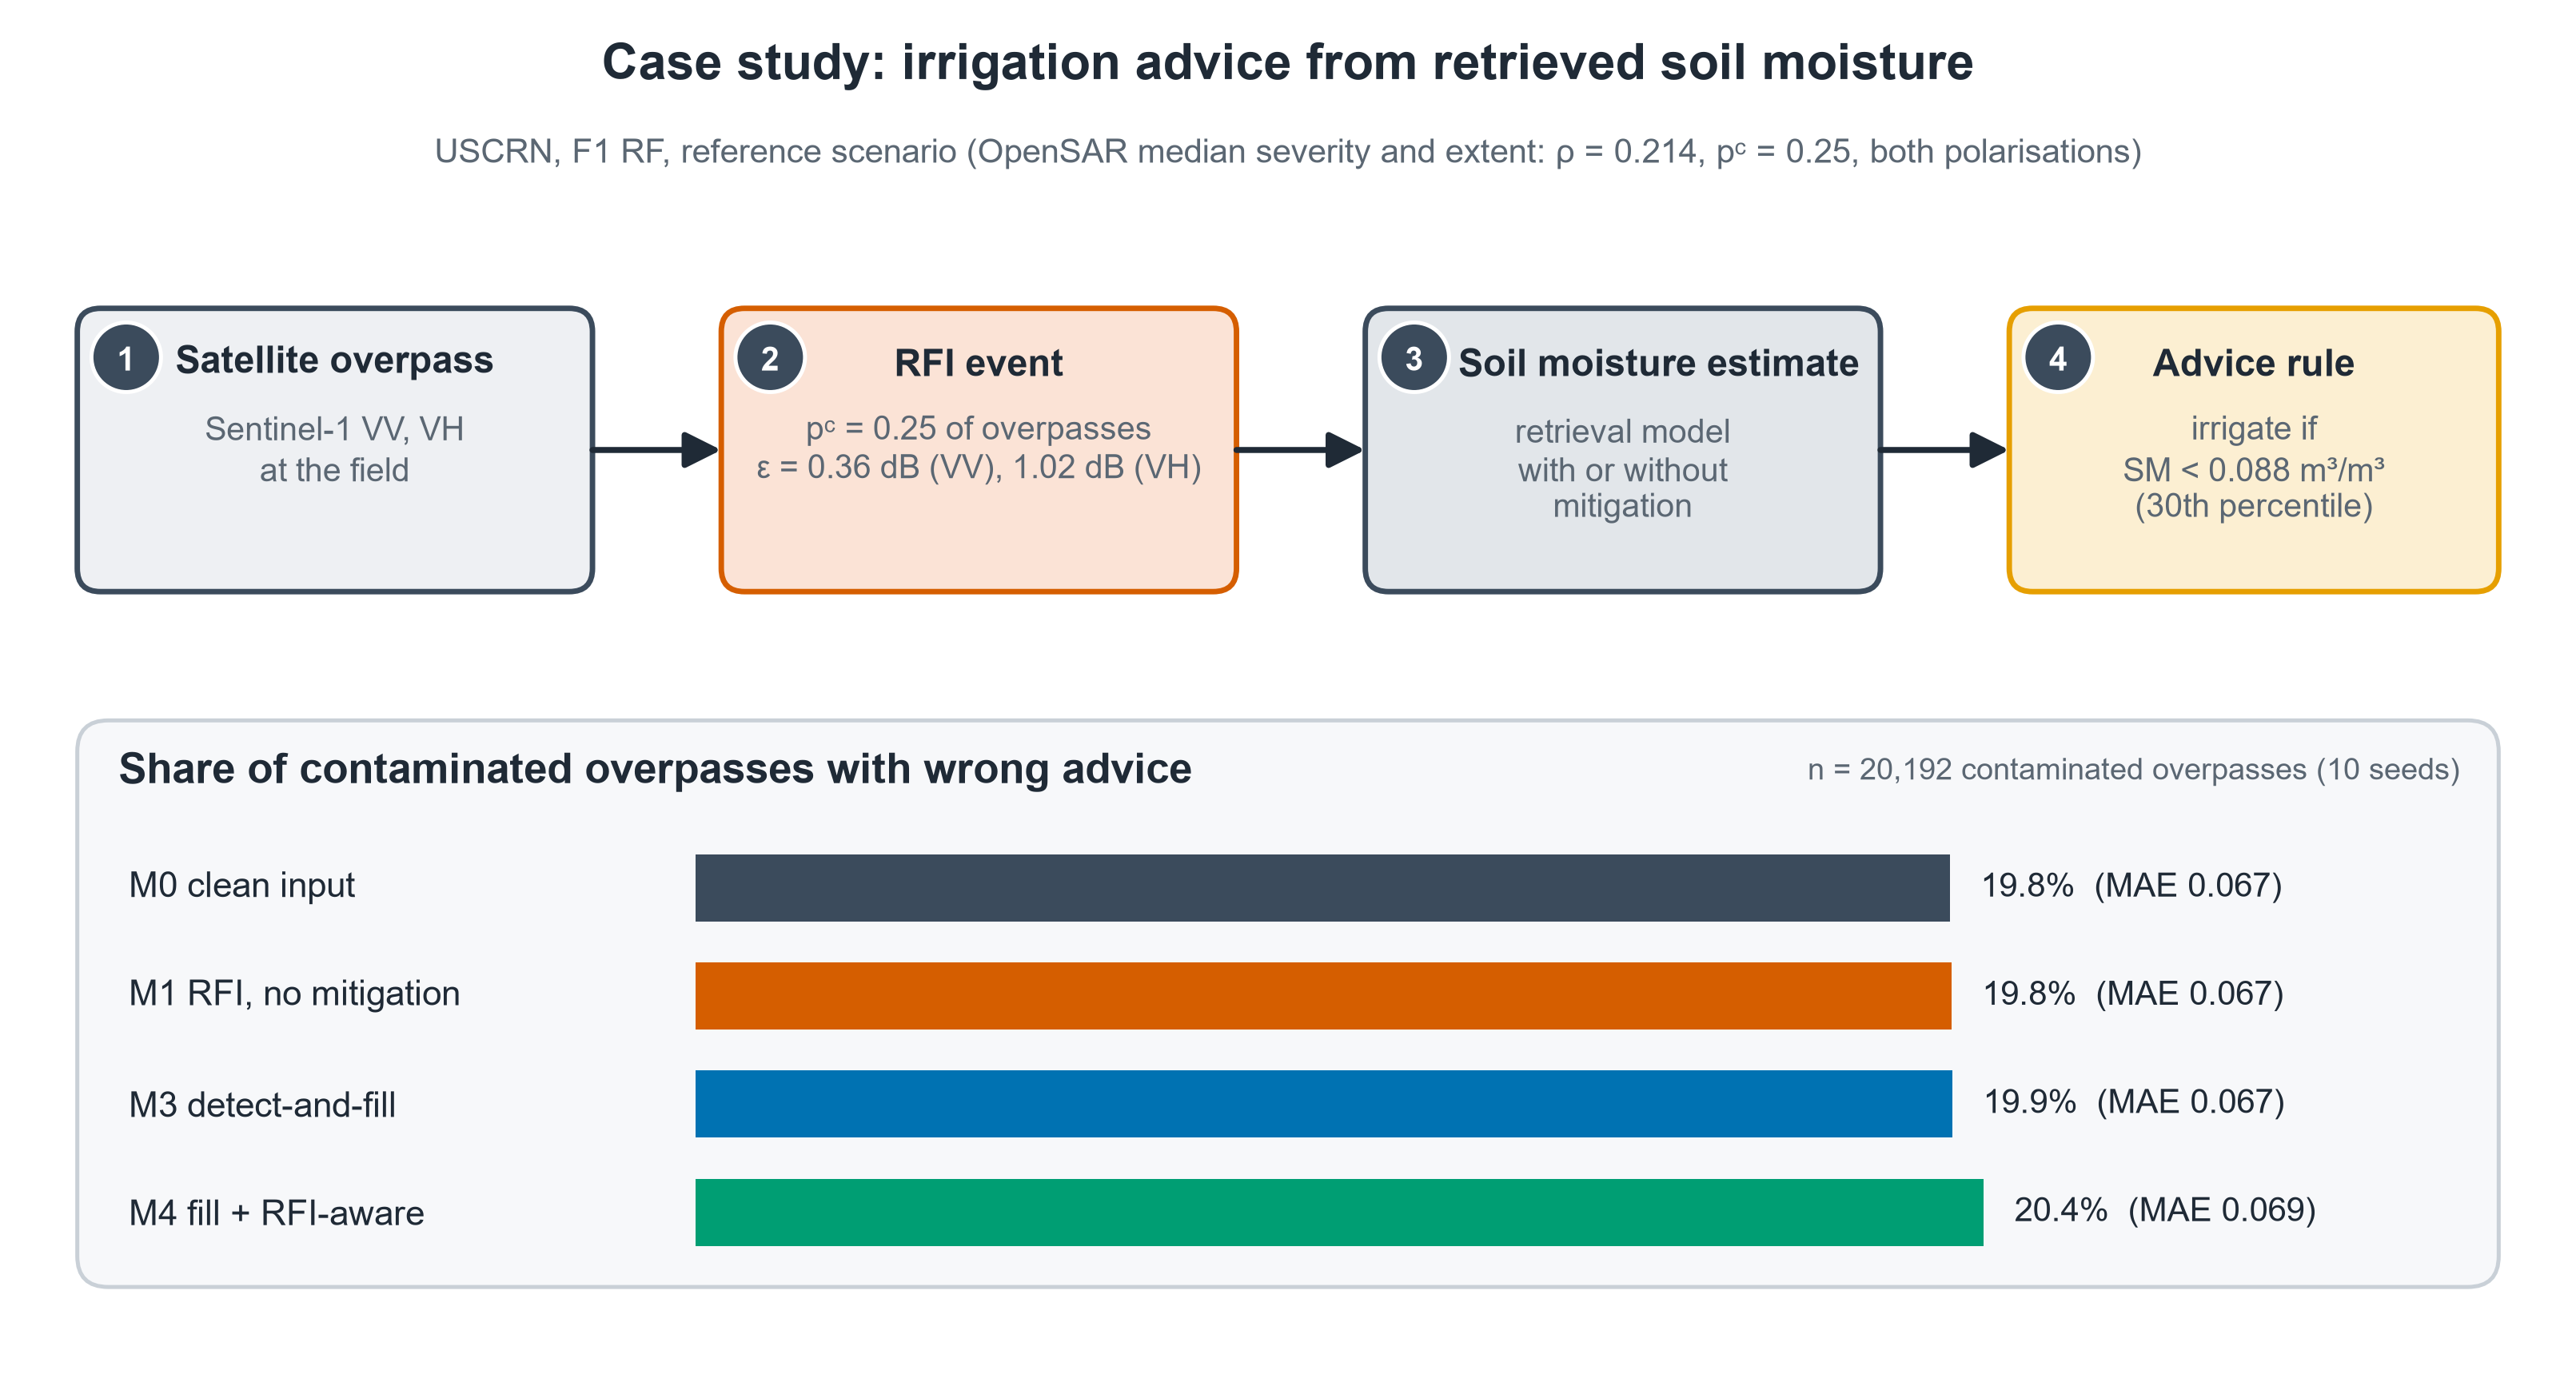 Case study: irrigation advice from retrieved soil moisture
USCRN, F1 RF, reference scenario (OpenSAR median severity and extent: ρ = 0.214, pᶜ = 0.25, both polarisations)
1
Satellite overpass
Sentinel-1 VV, VH
at the field
2
RFI event
pᶜ = 0.25 of overpasses
ε = 0.36 dB (VV), 1.02 dB (VH)
3
Soil moisture estimate
retrieval model
with or without
mitigation
4
Advice rule
irrigate if
SM < 0.088 m³/m³
(30th percentile)
Share of contaminated overpasses with wrong advice
n = 20,192 contaminated overpasses (10 seeds)
M0 clean input
19.8% (MAE 0.067)
M1 RFI, no mitigation
19.8% (MAE 0.067)
M3 detect-and-fill
19.9% (MAE 0.067)
M4 fill + RFI-aware
20.4% (MAE 0.069)